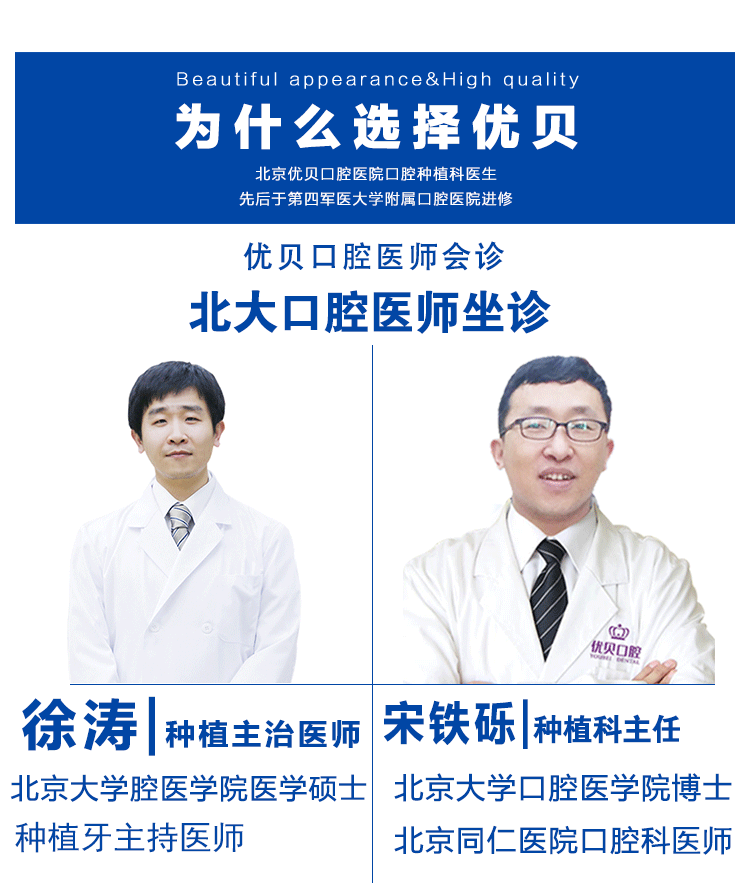 Beautiful appearance&High quality
为什么选择优贝
北京优贝口腔医院口腔种植科医生
先后于第四军医大学附属口腔医院进修
优贝口腔医师会诊
北大口腔医师坐诊
优贝口腔
YOUBEI DENTAL
徐涛|种植主治医师
北京大学腔医学院医学硕士
种植牙主持医师
宋铁砾|种植科主任
北京大学口腔医学院博士
北京同仁医院口腔科医师